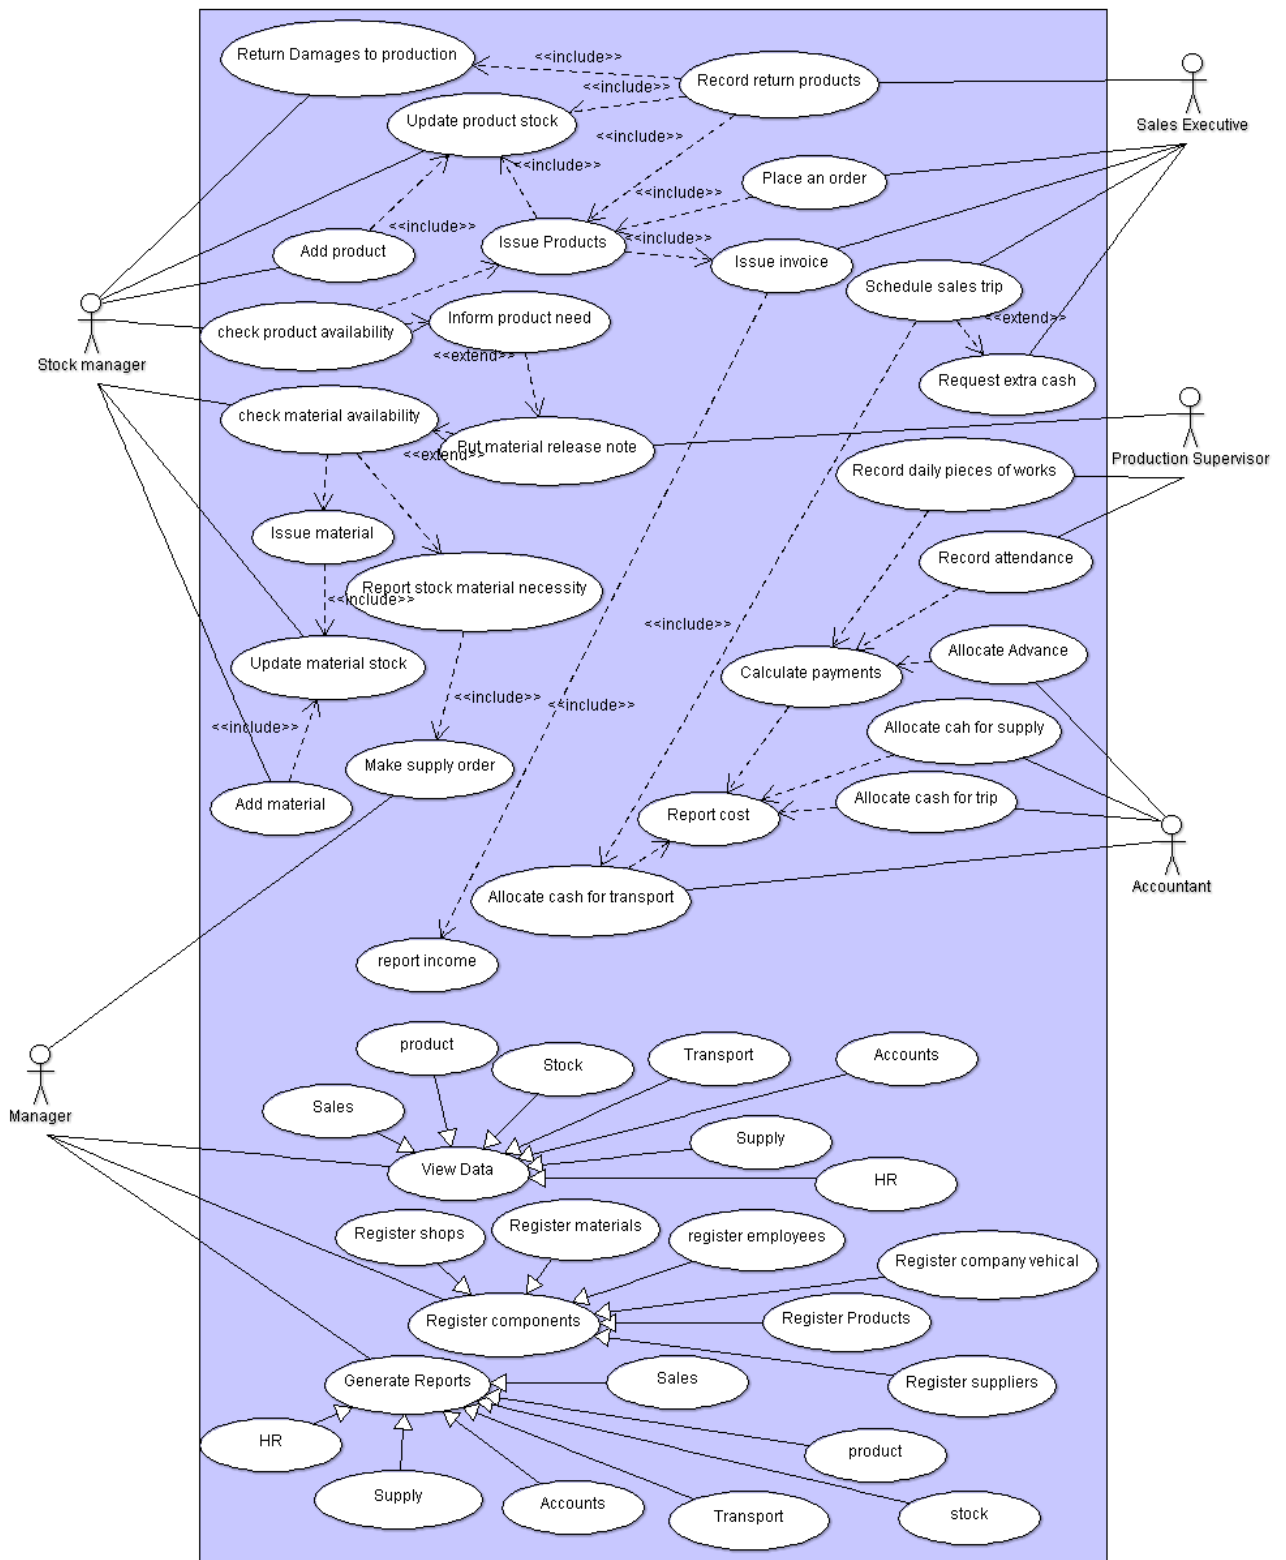 Return Damages to production
<<include>>
Record return products
<<include>>
Update product stock
Sales Executive
<<include>>
<<include>>
Place an order
<<include>>
<<include>>
Add product
Issue Products
<<include>>
Issue invoice
Schedule sales trip
Inform product need
<<extend>>
check product availability
<<extend>>
Stock manager
Request extra cash
check material availability
Put material release note
<<extend>>
Production Supervisor
Record daily pieces of works
Issue material
Record attendance
Report stock material necessity
<<include>>
<<include>>
Allocate Advance
Update material stock
Calculate payments
<<include>>
<<include>>
<<include>>
Allocate cah for supply
Make supply order
Add material
Allocate cash for trip
Report cost
Accountant
Allocate cash for transport
report income
product
Stock
Transport
Accounts
Sales
Manager
Supply
View Data
HR
Register shops
Register materials
register employees
Register company vehical
Register components
Register Products
Generate Reports
Sales
Register suppliers
HR
product
Supply
Accounts
Transport
stock